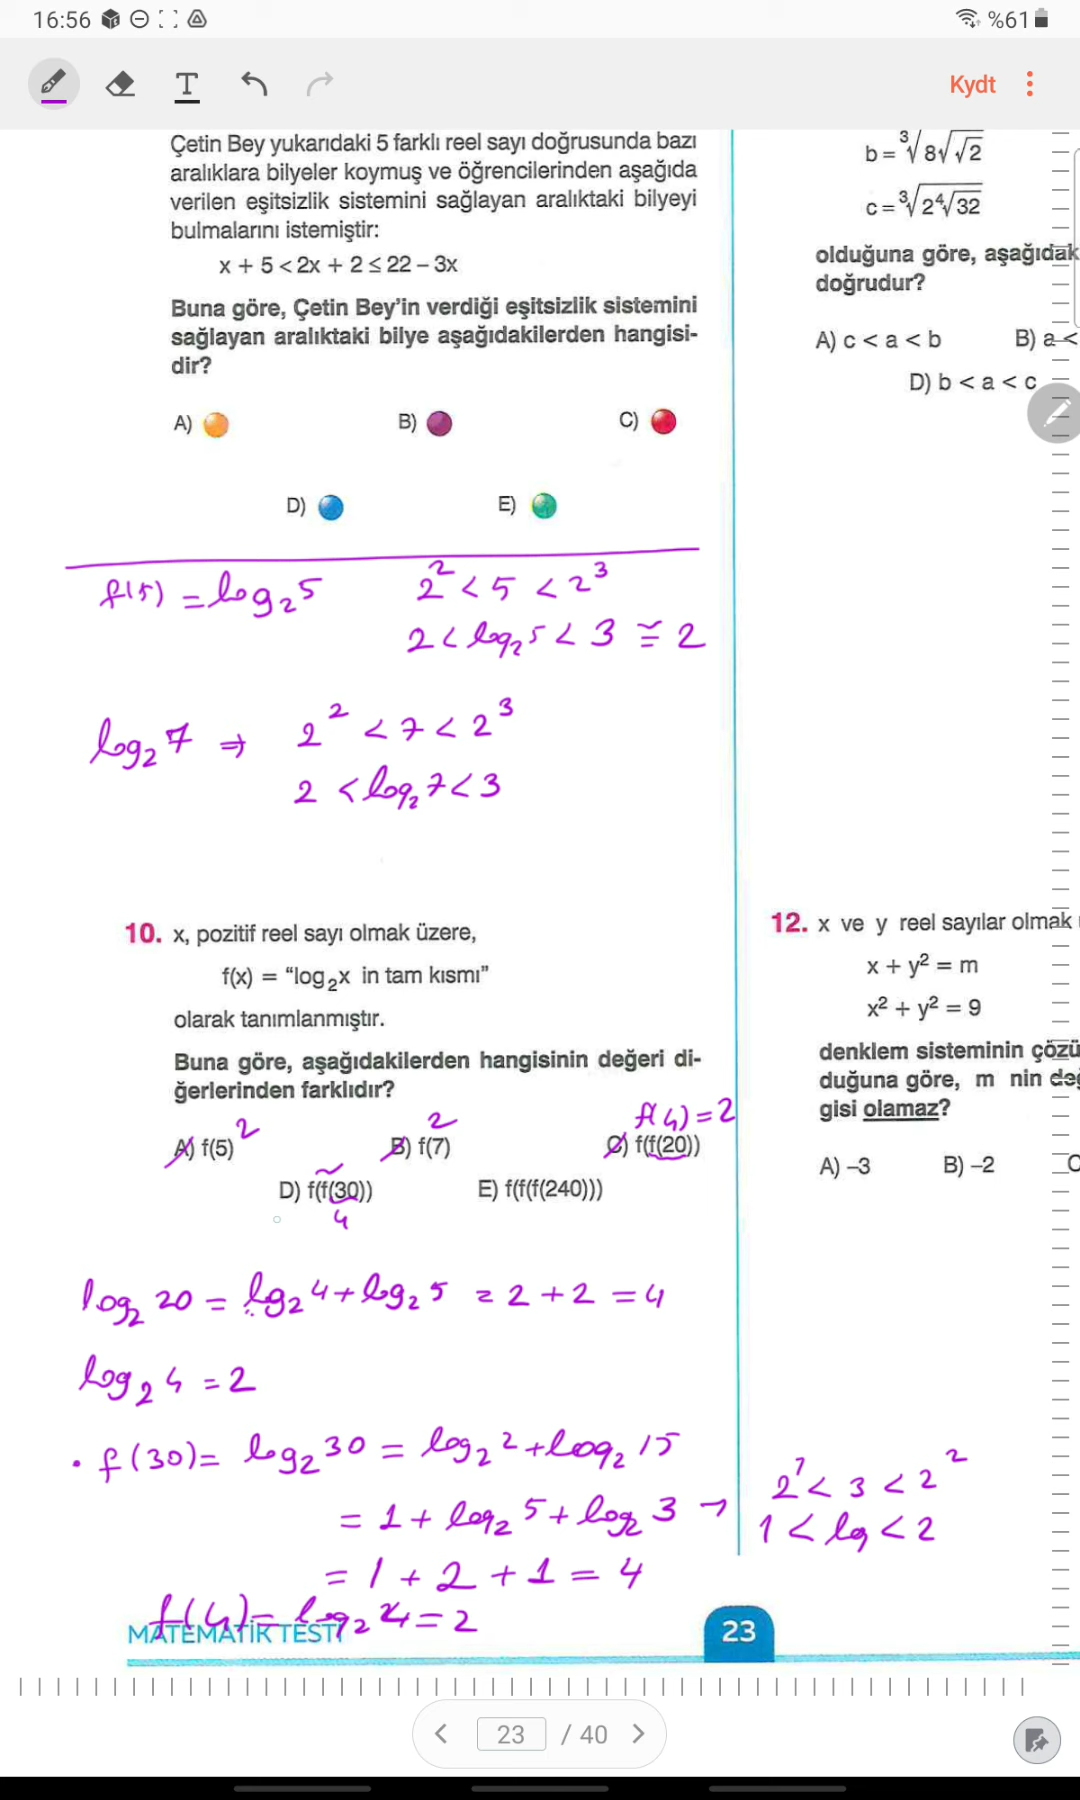 16:56 %61
Kydt
Çetin Bey yukarıdaki 5 farklı reel sayı doğrusunda bazı
aralıklara bilyeler koymuş ve öğrencilerinden aşağıda
verilen eşitsizlik sistemini sağlayan aralıktaki bilyeyi
bulmalarını istemiştir:
x + 5 < 2x + 2 ≤ 22 – 3x
Buna göre, Çetin Bey'in verdiği eşitsizlik sistemini
sağlayan aralıktaki bilye aşağıdakilerden hangisi-
dir?
A) B) C)
D) E)
f(5) = log₂5 2² < 5 < 2³
2 < log₂5 < 3 ≅ 2
log₂7 ⇒ 2² < 7 < 2³
2 < log₂7 < 3
10. x, pozitif reel sayı olmak üzere,
f(x) = “log₂x in tam kısmı”
olarak tanımlanmıştır.
Buna göre, aşağıdakilerden hangisinin değeri di-
ğerlerinden farklıdır?
2 2 f(4) = 2
A) f(5) B) f(7) C) f(f(20))
D) f(f(30)) E) f(f(f(240)))
4
log₂20 = log₂4 + log₂5 = 2 + 2 = 4
log₂4 = 2
• f(30) = log₂30 = log₂2 + log₂15
= 1 + log₂5 + log₂3 → 2¹ < 3 < 2²
1 < log < 2
= 1 + 2 + 1 = 4
f(4) = log₂4 = 2
MATEMATİK TESTİ 23
b = ∛8√√2
c = ∛2∜32
olduğuna göre, aşağıdak
doğrudur?
A) c < a < b B) a <
D) b < a < c
12. x ve y reel sayılar olmak
x + y² = m
x² + y² = 9
denklem sisteminin çözü
duğuna göre, m nin değ
gisi olamaz?
A) –3 B) –2 C
23 / 40